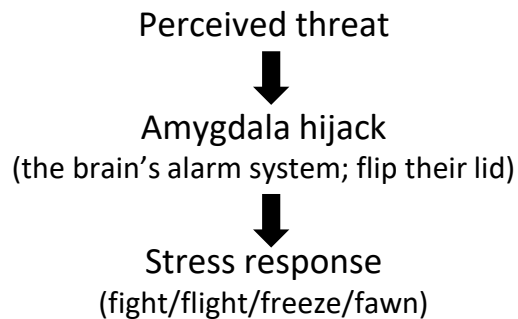 Perceived threat
Amygdala hijack
(the brain’s alarm system; flip their lid)
Stress response
(fight/flight/freeze/fawn)